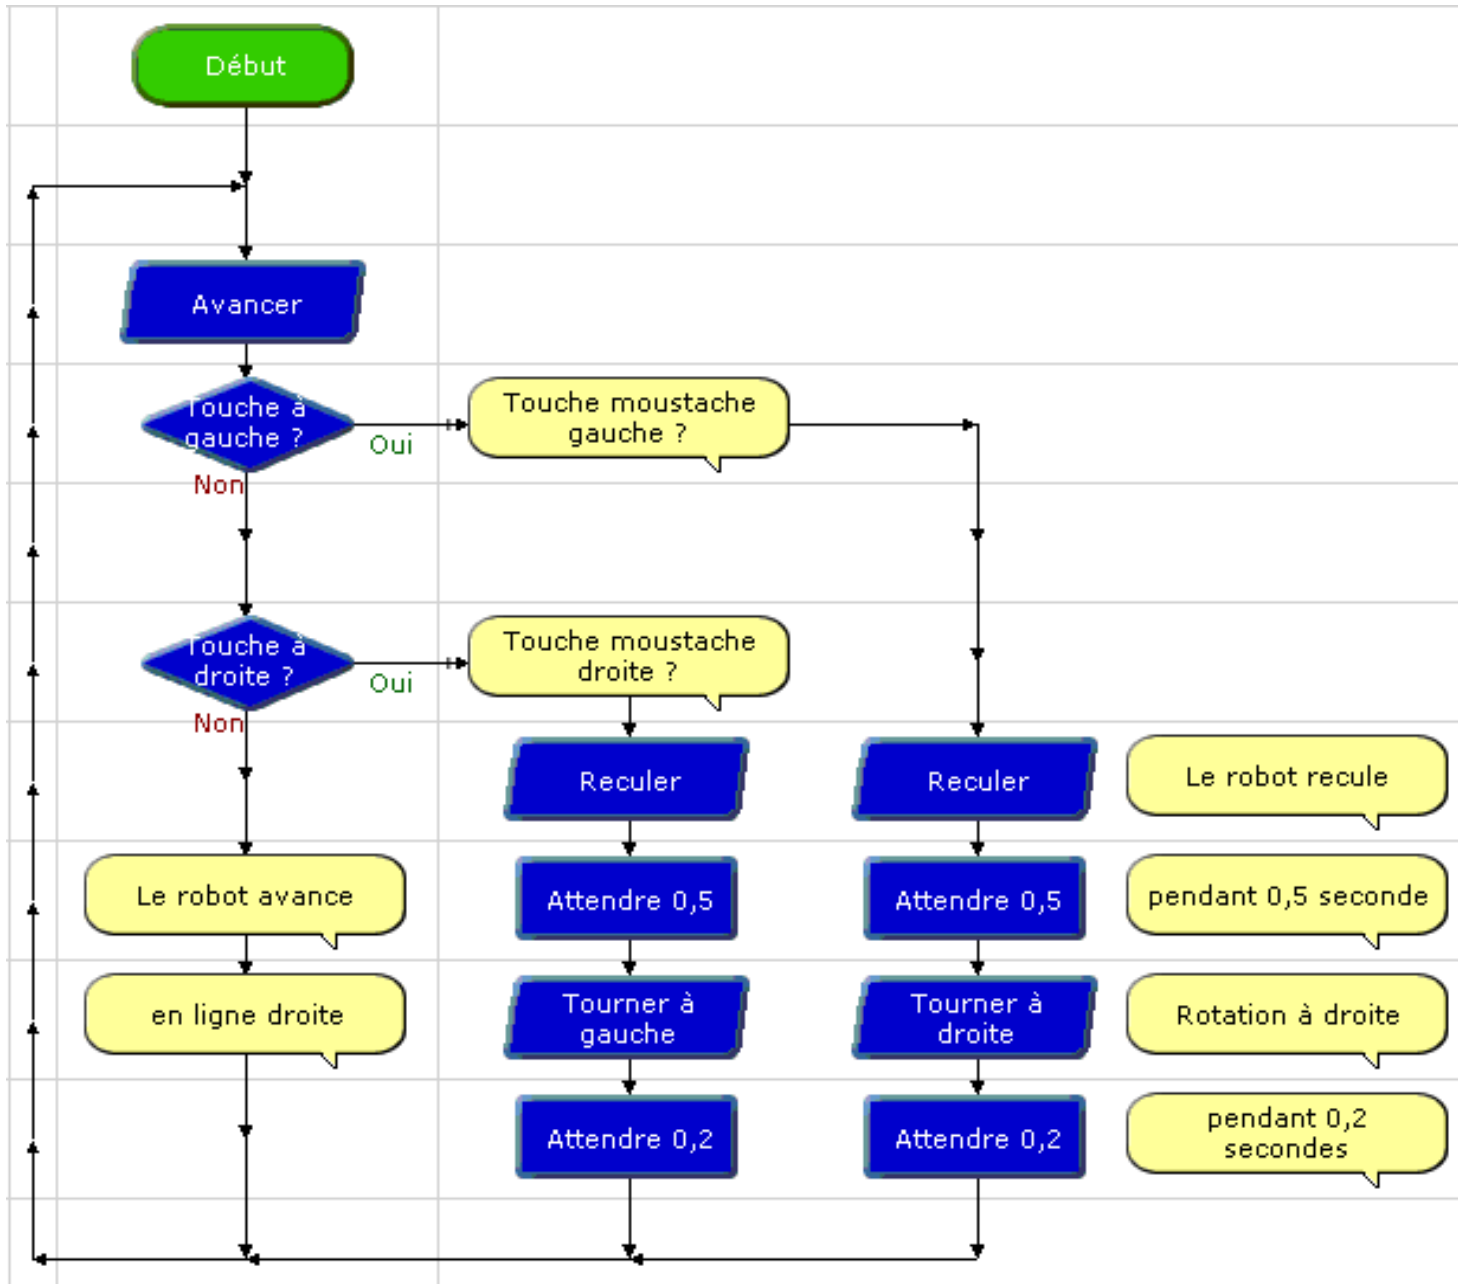 Début
Avancer
Touche à
gauche ?
Oui
Non
Touche moustache
gauche ?
Touche à
droite ?
Oui
Non
Touche moustache
droite ?
Reculer
Reculer
Le robot recule
Le robot avance
Attendre 0,5
Attendre 0,5
pendant 0,5 seconde
en ligne droite
Tourner à
gauche
Tourner à
droite
Rotation à droite
Attendre 0,2
Attendre 0,2
pendant 0,2
secondes